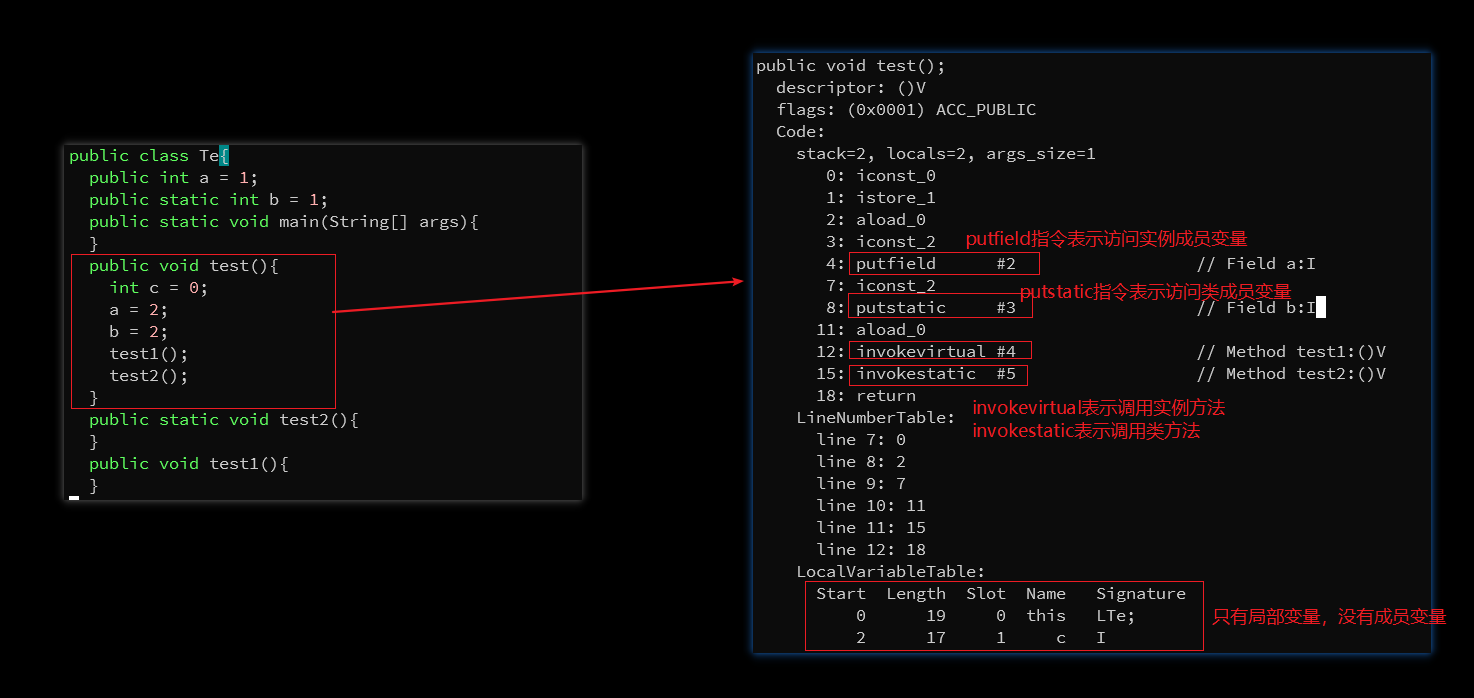 public class Te{
public int a = 1;
public static int b = 1;
public static void main(String[] args){
}
public void test(){
int c = 0;
a = 2;
b = 2;
test1();
test2();
}
public static void test2(){
}
public void test1(){
}
public void test();
descriptor: ()V
flags: (0x0001) ACC_PUBLIC
Code:
stack=2, locals=2, args_size=1
0: iconst_0
1: istore_1
2: aload_0
3: iconst_2
putfield指令表示访问实例成员变量
4: putfield #2 // Field a:I
7: iconst_2
putstatic指令表示访问类成员变量
8: putstatic #3 // Field b:I
11: aload_0
12: invokevirtual #4 // Method test1:()V
15: invokestatic #5 // Method test2:()V
18: return
invokevirtual表示调用实例方法
LineNumberTable:
invokestatic表示调用类方法
line 7: 0
line 8: 2
line 9: 7
line 10: 11
line 11: 15
line 12: 18
LocalVariableTable:
Start Length Slot Name Signature
0 19 0 this LTe;
2 17 1 c I
只有局部变量，没有成员变量